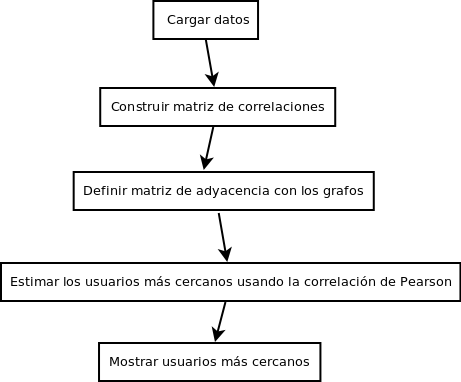 Cargar datos
Construir matriz de correlaciones
Definir matriz de adyacencia con los grafos
Estimar los usuarios más cercanos usando la correlación de Pearson
Mostrar usuarios más cercanos